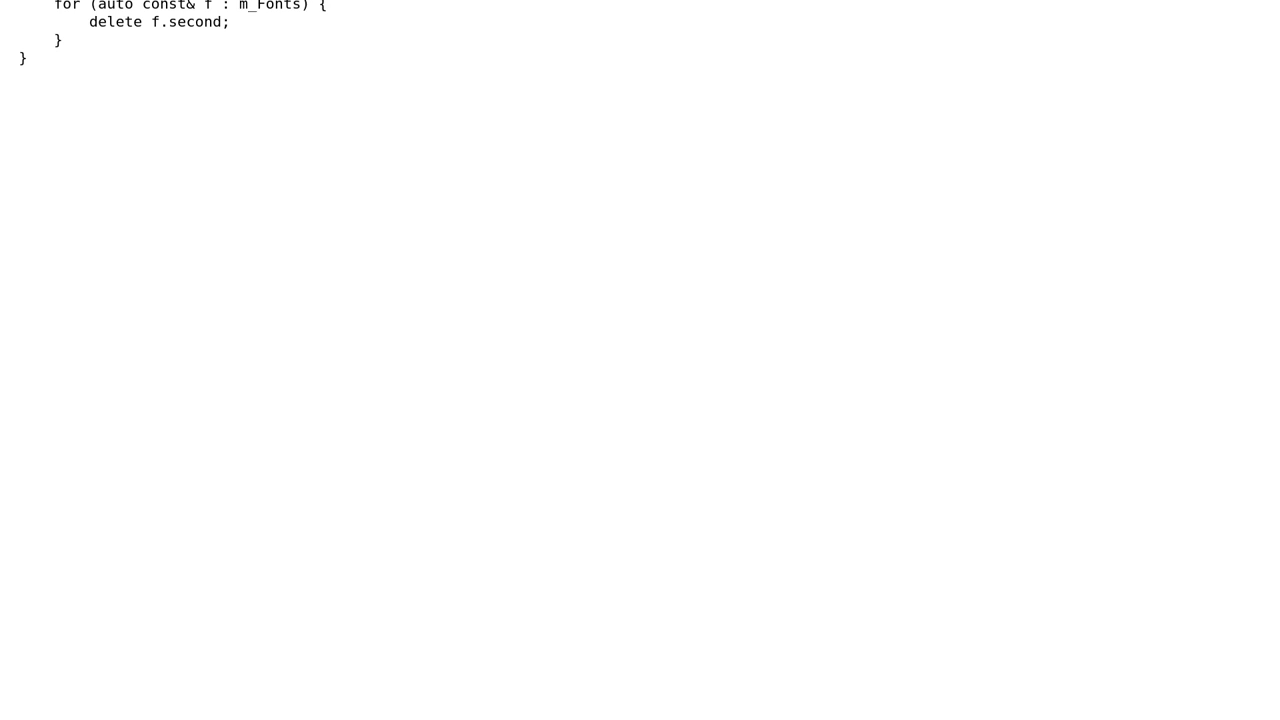 for (auto const& f : m_Fonts) {
        delete f.second;
    }
}